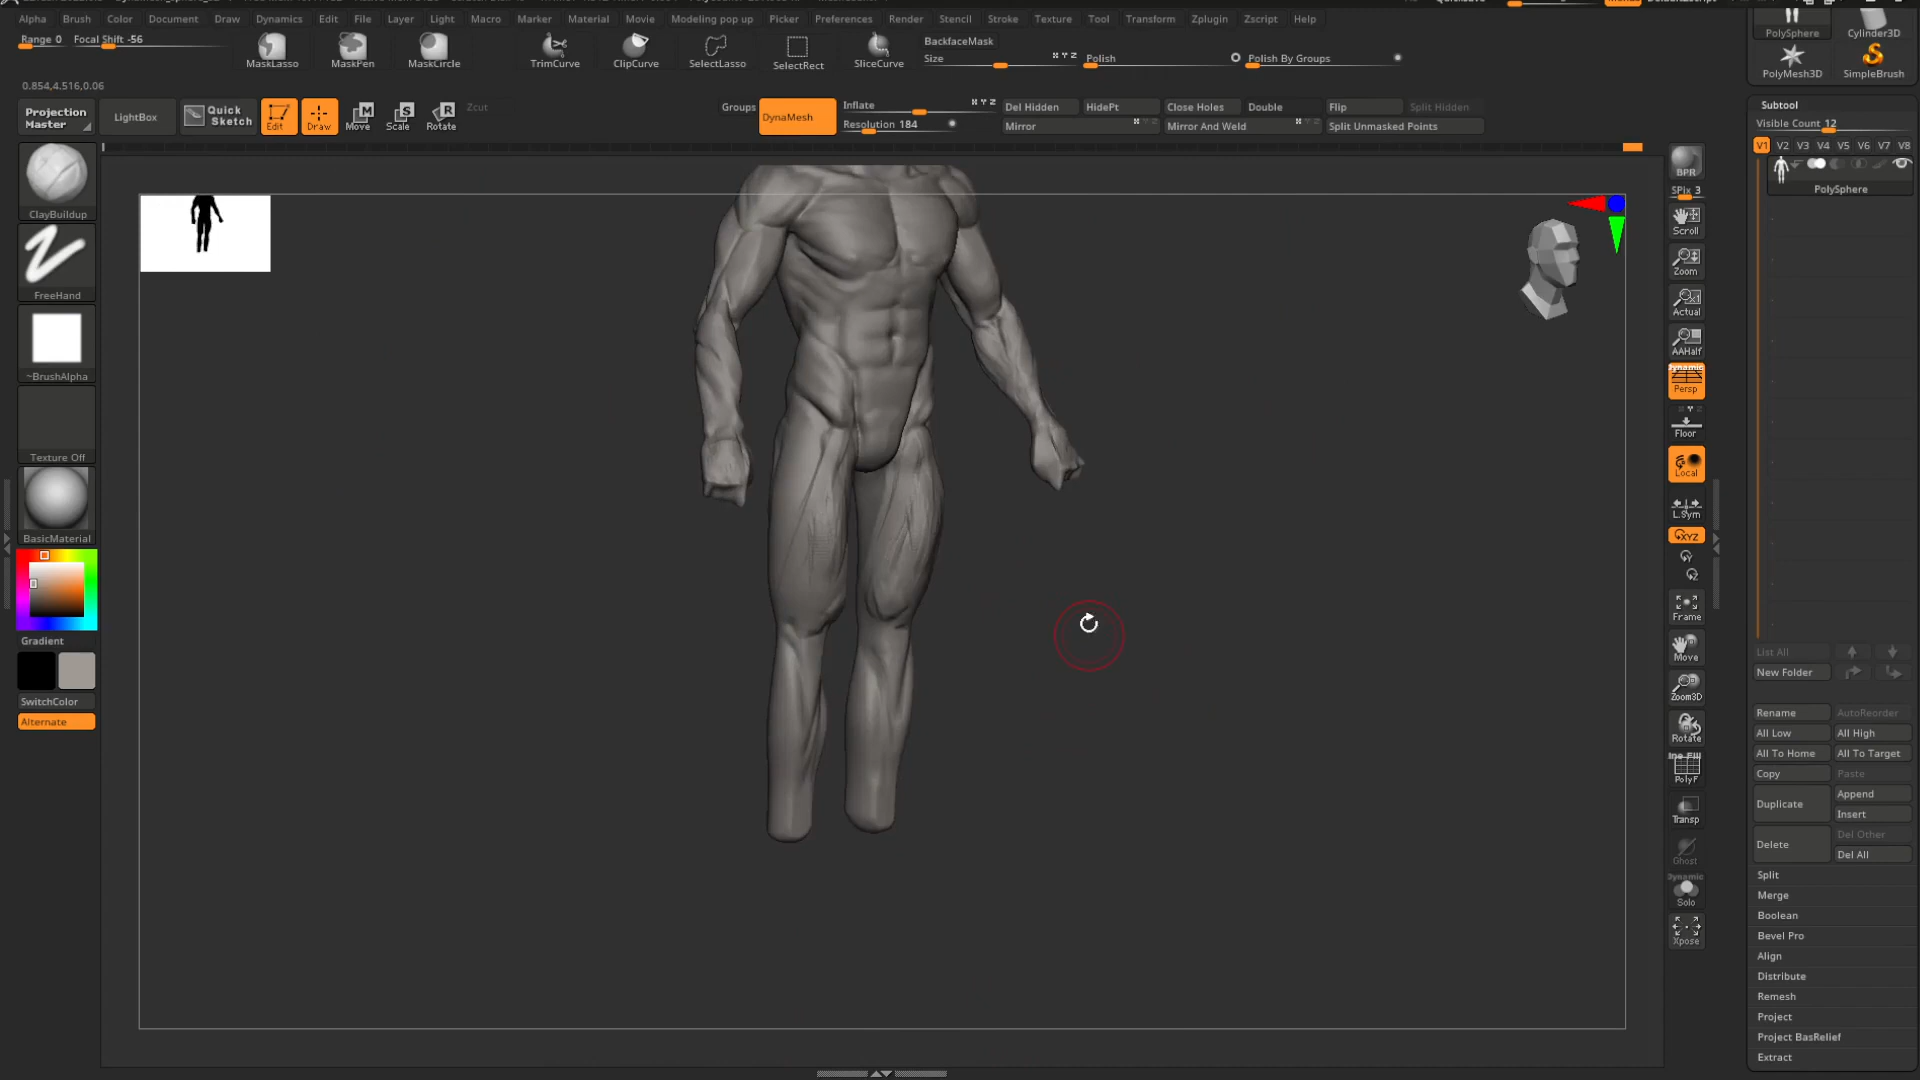 Alpha Brush Color Document Draw Dynamics Edit File Layer Light Macro Marker Material Movie Modeling pop up Picker Preferences Render Stencil Stroke Texture Tool Transform Zplugin Zscript Help
Range 0 Focal Shift -56
MaskLasso MaskPen MaskCircle TrimCurve ClipCurve SelectLasso SelectRect SliceCurve
BackfaceMask
Size X Y Z Polish Polish By Groups
0.854,4.516,0.06
Projection Master
LightBox
Quick Sketch
Edit Draw Move Scale Rotate
Zcut
Groups
DynaMesh
Inflate X Y Z
Resolution 184
Del Hidden HidePt Close Holes Double Flip Split Hidden
Mirror Mirror And Weld Split Unmasked Points
ClayBuildup
FreeHand
~BrushAlpha
Texture Off
BasicMaterial
Gradient
SwitchColor
Alternate
BPR
SPix 3
Scroll
Zoom
Actual
AAHalf
Dynamic
Persp
Floor
Local
L.Sym
XYZ
Y
Z
Frame
Move
Zoom3D
Rotate
PolyF
Transp
Ghost
Dynamic
Solo
Xpose
PolySphere Cylinder3D
PolyMesh3D SimpleBrush
Subtool
Visible Count 12
V1 V2 V3 V4 V5 V6 V7 V8
PolySphere
List All
New Folder
Rename AutoReorder
All Low All High
All To Home All To Target
Copy Paste
Duplicate Append
Insert
Delete Del Other
Del All
Split
Merge
Boolean
Bevel Pro
Align
Distribute
Remesh
Project
Project BasRelief
Extract